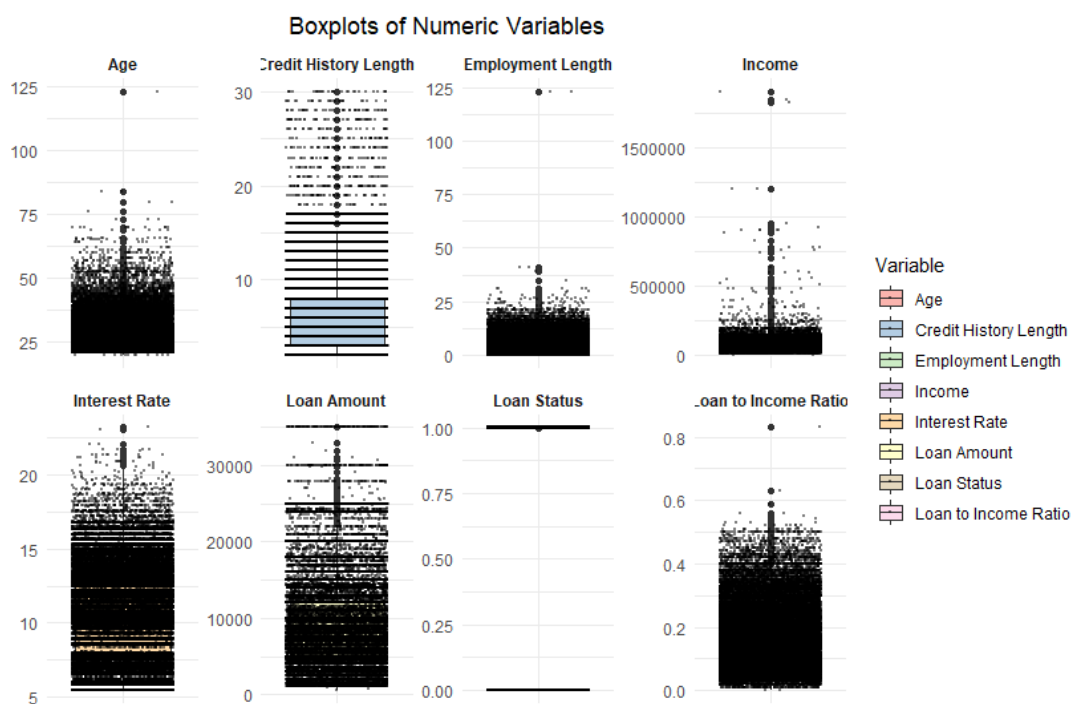 Boxplots of Numeric Variables
Age
Credit History Length
Employment Length
Income
125
100
75
50
25
30
20
10
125
100
75
50
25
0
1500000
1000000
500000
0
Interest Rate
Loan Amount
Loan Status
Loan to Income Ratio
20
15
10
5
30000
20000
10000
0
1.00
0.75
0.50
0.25
0.00
0.8
0.6
0.4
0.2
0.0
Variable
Age
Credit History Length
Employment Length
Income
Interest Rate
Loan Amount
Loan Status
Loan to Income Ratio